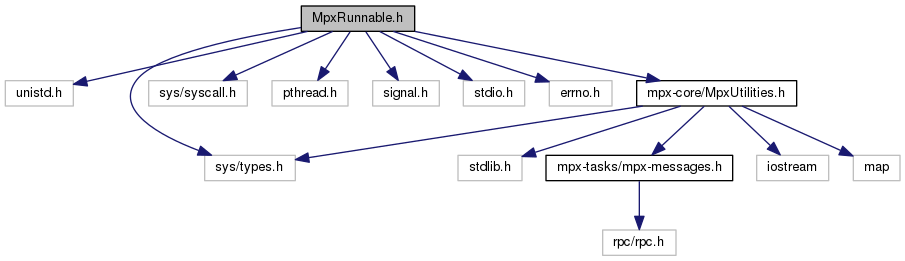 MpxRunnable.h
unistd.h
sys/syscall.h
pthread.h
signal.h
stdio.h
errno.h
mpx-core/MpxUtilities.h
sys/types.h
stdlib.h
mpx-tasks/mpx-messages.h
iostream
map
rpc/rpc.h